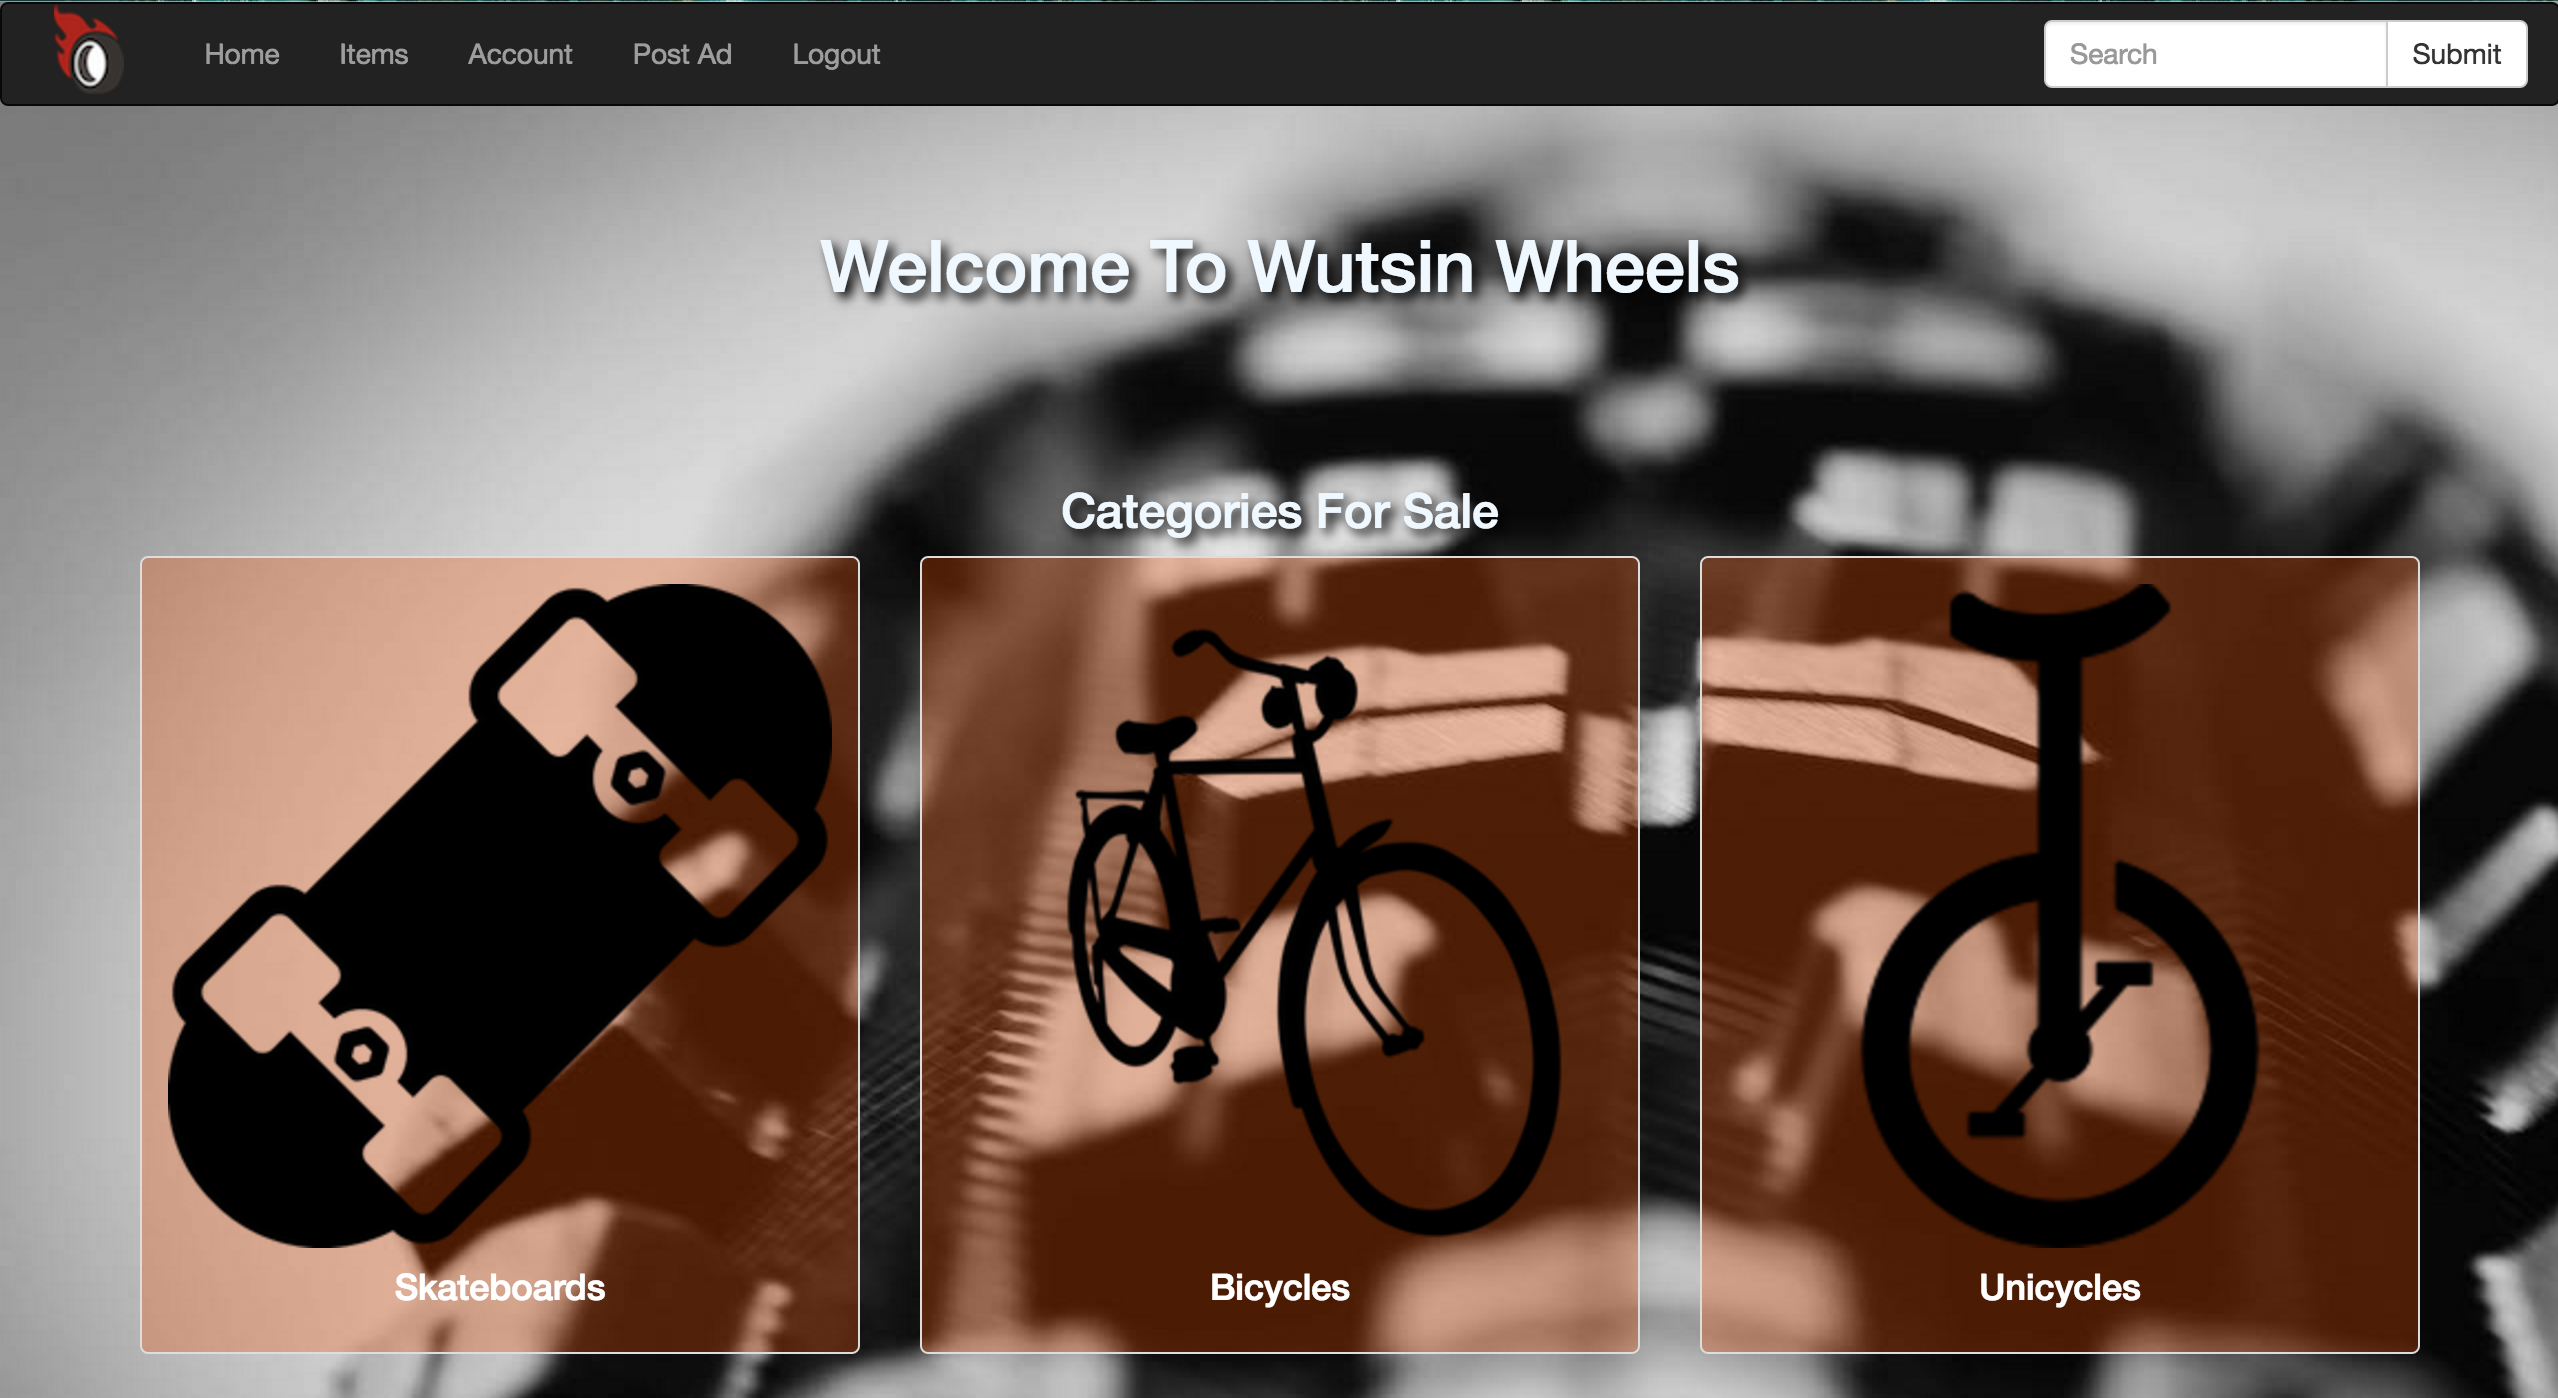 Home Items Account Post Ad Logout Search Submit
Welcome To Wutsin Wheels
Categories For Sale
Skateboards Bicycles Unicycles